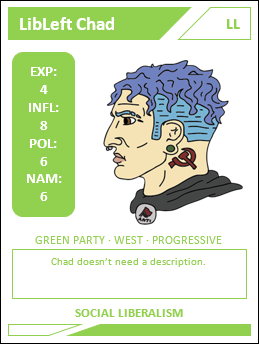 LibLeft Chad
LL
EXP:
4
INFL:
8
POL:
6
NAM:
6
ANTI
GREEN PARTY · WEST · PROGRESSIVE
Chad doesn't need a description.
SOCIAL LIBERALISM